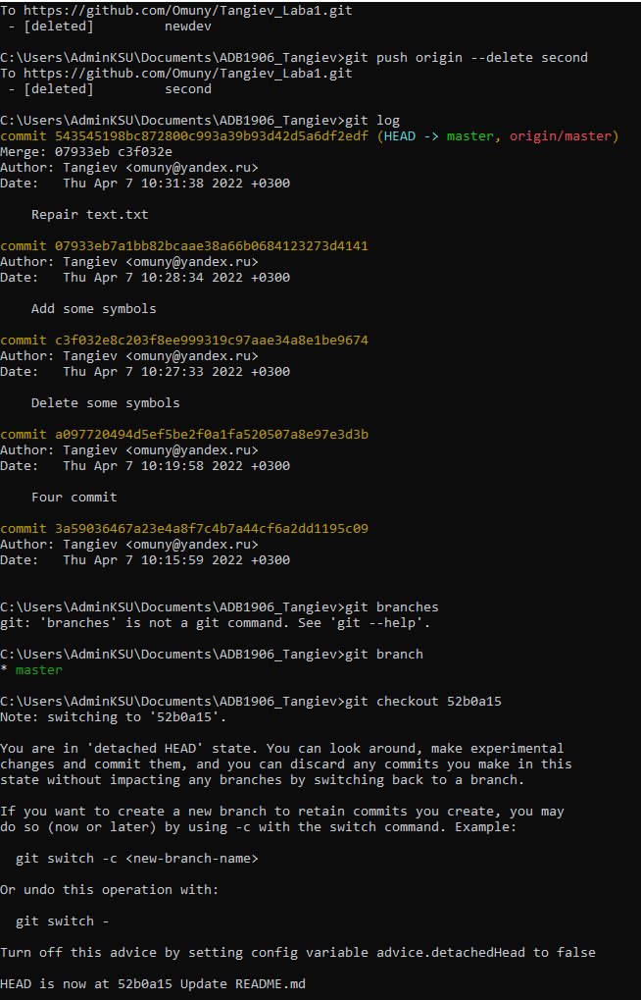 To https://github.com/Omuny/Tangiev_Laba1.git
 - [deleted]         newdev

C:\Users\AdminKSU\Documents\ADB1906_Tangiev>git push origin --delete second
To https://github.com/Omuny/Tangiev_Laba1.git
 - [deleted]         second

C:\Users\AdminKSU\Documents\ADB1906_Tangiev>git log
commit 543545198bc872800c993a39b93d42d5a6df2edf (HEAD -> master, origin/master)
Merge: 07933eb c3f032e
Author: Tangiev <omuny@yandex.ru>
Date:   Thu Apr 7 10:31:38 2022 +0300

    Repair text.txt

commit 07933eb7a1bb82bcaae38a66b0684123273d4141
Author: Tangiev <omuny@yandex.ru>
Date:   Thu Apr 7 10:28:34 2022 +0300

    Add some symbols

commit c3f032e8c203f8ee999319c97aae34a8e1be9674
Author: Tangiev <omuny@yandex.ru>
Date:   Thu Apr 7 10:27:33 2022 +0300

    Delete some symbols

commit a097720494d5ef5be2f0a1fa520507a8e97e3d3b
Author: Tangiev <omuny@yandex.ru>
Date:   Thu Apr 7 10:19:58 2022 +0300

    Four commit

commit 3a59036467a23e4a8f7c4b7a44cf6a2dd1195c09
Author: Tangiev <omuny@yandex.ru>
Date:   Thu Apr 7 10:15:59 2022 +0300

C:\Users\AdminKSU\Documents\ADB1906_Tangiev>git branches
git: 'branches' is not a git command. See 'git --help'.

C:\Users\AdminKSU\Documents\ADB1906_Tangiev>git branch
* master

C:\Users\AdminKSU\Documents\ADB1906_Tangiev>git checkout 52b0a15
Note: switching to '52b0a15'.

You are in 'detached HEAD' state. You can look around, make experimental
changes and commit them, and you can discard any commits you make in this
state without impacting any branches by switching back to a branch.

If you want to create a new branch to retain commits you create, you may
do so (now or later) by using -c with the switch command. Example:

  git switch -c <new-branch-name>

Or undo this operation with:

  git switch -

Turn off this advice by setting config variable advice.detachedHead to false

HEAD is now at 52b0a15 Update README.md